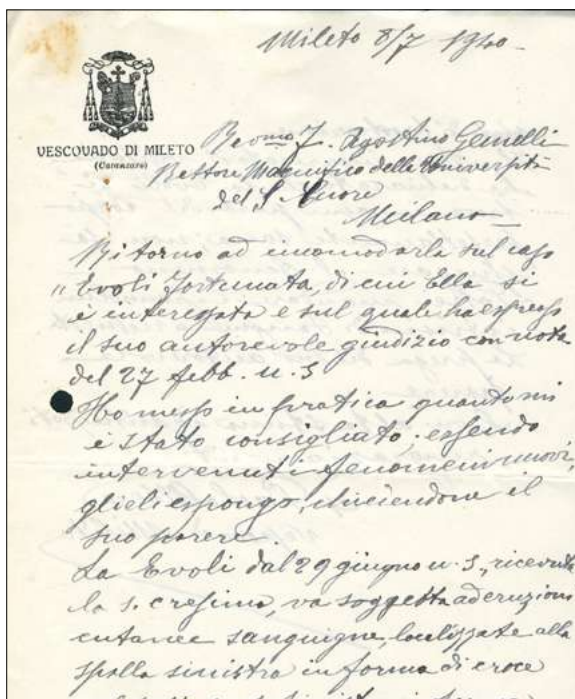 Mileto 8/7 1940
VESCOVADO DI MILETO
(Catanzaro)
Rev.mo P. Agostino Gemelli
Rettore Magnifico della Università
del S. Cuore
Milano
Ritorno ad incomodarla sul caso
"Evoli Fortunata, di cui Ella si
è interessata e sul quale ha espresso
il suo autorevole giudizio con nota
del 27 febb. u. s
Ho messo in pratica quanto mi
è stato consigliato; essendo
intervenuti fenomeni nuovi,
glieli espongo, chiedendone il
suo parere.
La Evoli dal 29 giugno u. s., ricevuta
la s. cresima, va soggetta ad eruzioni
cutanee sanguigne, localizzate alla
spalla sinistra in forma di croce